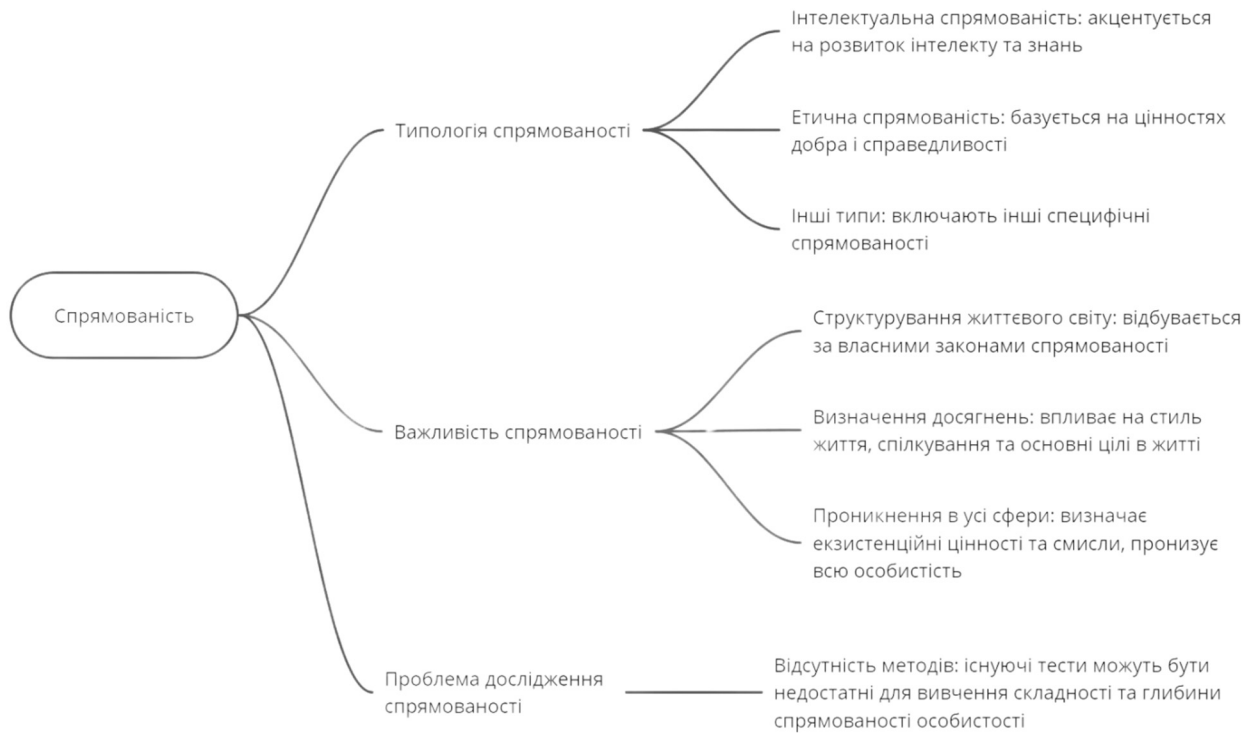 Спрямованість
Типологія спрямованості
Інтелектуальна спрямованість: акцентується
на розвиток інтелекту та знань
Етична спрямованість: базується на цінностях
добра і справедливості
Інші типи: включають інші специфічні
спрямованості
Важливість спрямованості
Структурування життєвого світу: відбувається
за власними законами спрямованості
Визначення досягнень: впливає на стиль
життя, спілкування та основні цілі в житті
Проникнення в усі сфери: визначає
екзистенційні цінності та смисли, пронизує
всю особистість
Проблема дослідження
спрямованості
Відсутність методів: існуючі тести можуть бути
недостатні для вивчення складності та глибини
спрямованості особистості